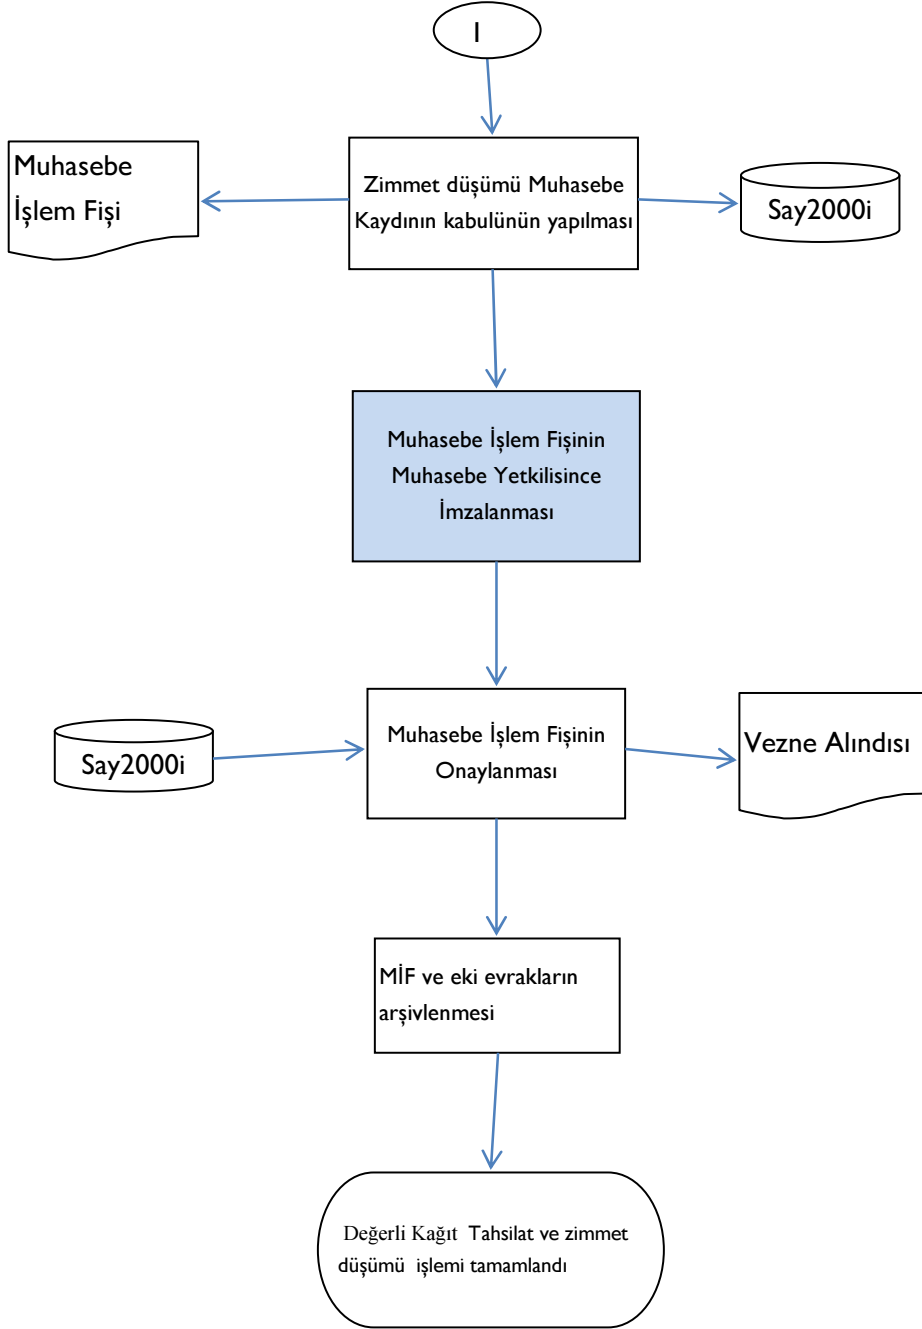 1
Muhasebe
İşlem Fişi
Zimmet düşümü Muhasebe
Kaydının kabulünün yapılması
Say2000i
Muhasebe İşlem Fişinin
Muhasebe Yetkilisince
İmzalanması
Say2000i
Muhasebe İşlem Fişinin
Onaylanması
Vezne Alındısı
MİF ve eki evrakların
arşivlenmesi
Değerli Kağıt Tahsilat ve zimmet
düşümü işlemi tamamlandı